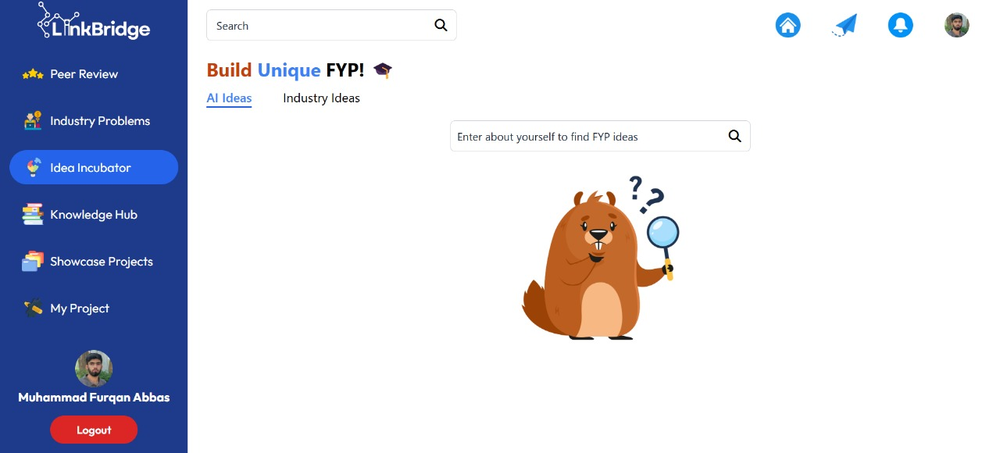 LinkBridge
Peer Review
Industry Problems
Idea Incubator
Knowledge Hub
Showcase Projects
My Project
Muhammad Furqan Abbas
Logout
Search
Build Unique FYP!
AI Ideas
Industry Ideas
Enter about yourself to find FYP ideas
? ?